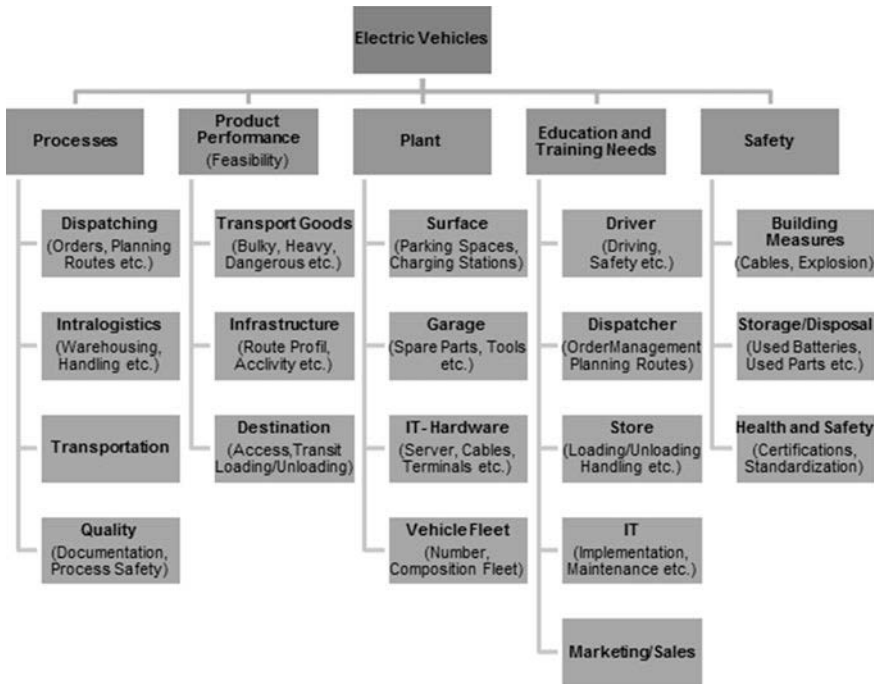 Electric Vehicles
Processes
Product
Performance
(Feasibility)
Plant
Education and
Training Needs
Safety
Dispatching
(Orders, Planning
Routes etc.)
Intralogistics
(Warehousing,
Handling etc.)
Transportation
Quality
(Documentation,
Process Safety)
Transport Goods
(Bulky, Heavy,
Dangerous etc.)
Infrastructure
(Route Profil,
Acclivity etc.)
Destination
(Access,Transit
Loading/Unloading)
Surface
(Parking Spaces,
Charging Stations)
Garage
(Spare Parts, Tools
etc.)
IT- Hardware
(Server, Cables,
Terminals etc.)
Vehicle Fleet
(Number,
Composition Fleet)
Driver
(Driving,
Safety etc.)
Dispatcher
(OrderManagement
Planning Routes)
Store
(Loading/Unloading
Handling etc.)
IT
(Implementation,
Maintenance etc.)
Marketing/Sales
Building
Measures
(Cables, Explosion)
Storage/Disposal
(Used Batteries,
Used Parts etc.)
Health and Safety
(Certifications,
Standardization)